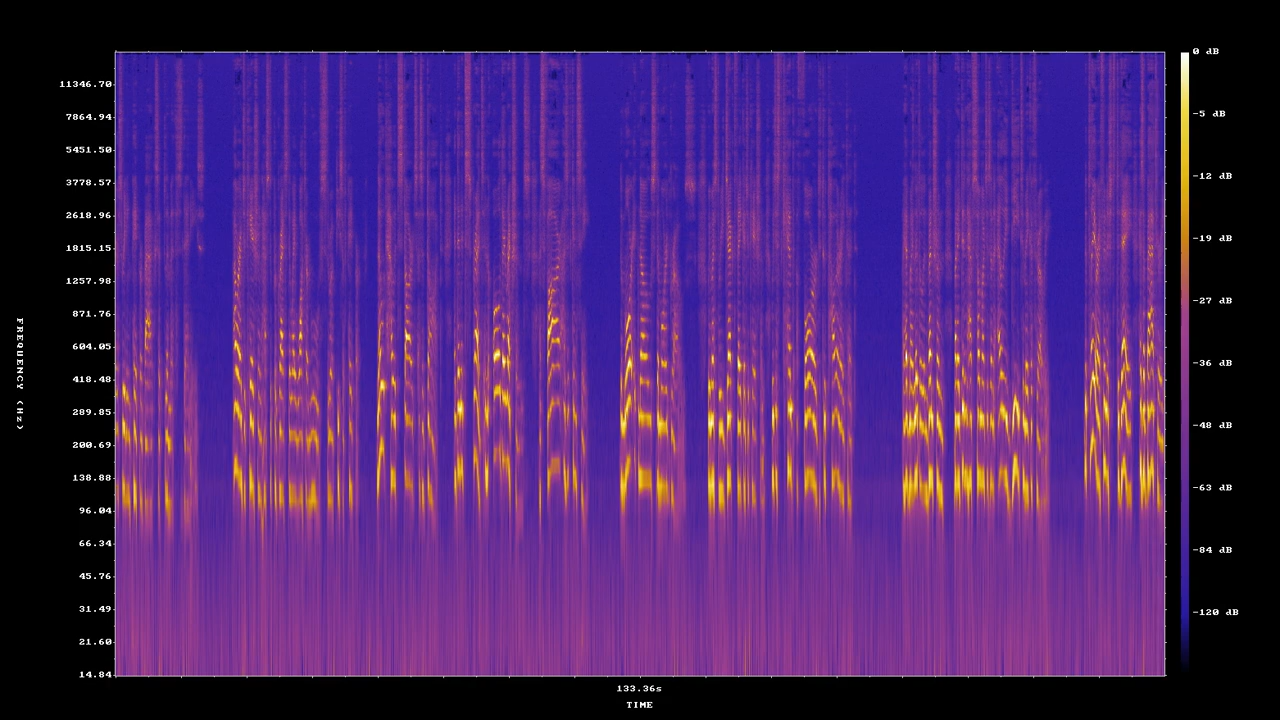 0 dB
11346.70
-5 dB
7864.94
5451.50
-12 dB
3778.57
2618.96
-19 dB
1815.15
1257.98
-27 dB
871.76
604.05
-36 dB
418.48
289.85
-48 dB
200.69
138.88
-63 dB
96.04
66.34
-84 dB
45.76
31.49
-120 dB
21.60
14.84
FREQUENCY (Hz)
133.36s
TIME